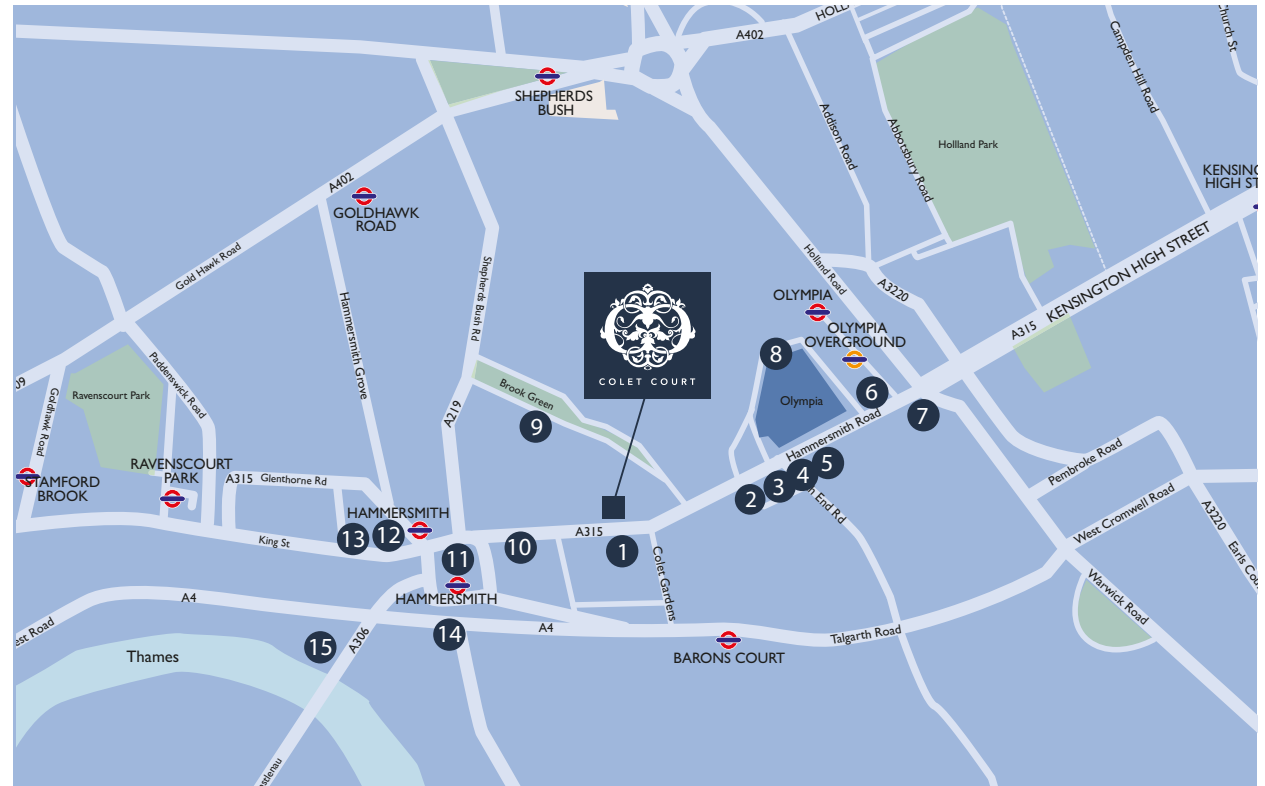 HOLL
A402
Church St
Campden Hill Road
SHEPHERDS
BUSH
Addison Road
Abbotsbury Road
Hollland Park
KENSING
HIGH ST
A402
GOLDHAWK
ROAD
Gold Hawk Road
Hammersmith Grove
Shepherds Bush Rd
Holland Road
A3220
KENSINGTON HIGH STREET
A315
OLYMPIA
OLYMPIA
OVERGROUND
COLET COURT
8
6
7
Olympia
Hammersmith Road
Brook Green
9
A219
09
Goldhawk Road
Ravenscourt Park
Paddenswick Road
STAMFORD
BROOK
RAVENSCOURT
PARK
A315
Glenthorne Rd
HAMMERSMITH
13
12
King St
11
10
A315
1
2
3
4
5
End Rd
Colet Gardens
Pembroke Road
West Cromwell Road
A3220
Earls Cou
Warwick Road
HAMMERSMITH
A4
14
A4
15
A306
Thames
BARONS COURT
Talgarth Road
est Road
stlenau